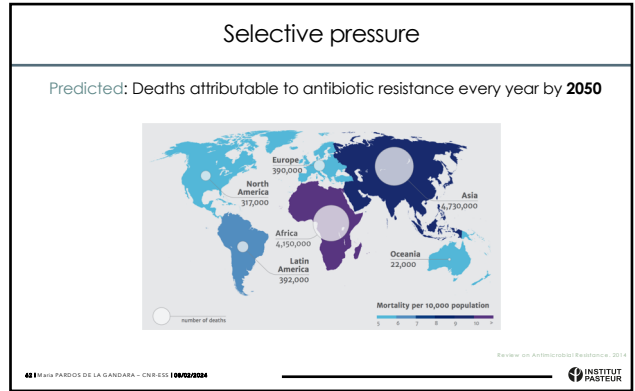 Selective pressure
Predicted: Deaths attributable to antibiotic resistance every year by 2050
Europe
390,000
North
America
317,000
Asia
4,730,000
Africa
4,150,000
Oceania
22,000
Latin
America
392,000
number of deaths
Mortality per 10,000 population
5 6 7 8 9 10 >
Review on Antimicrobial Resistance, 2014
62 I Maria PARDOS DE LA GANDARA – CNR-ESS I 08/02/2024
INSTITUT
PASTEUR